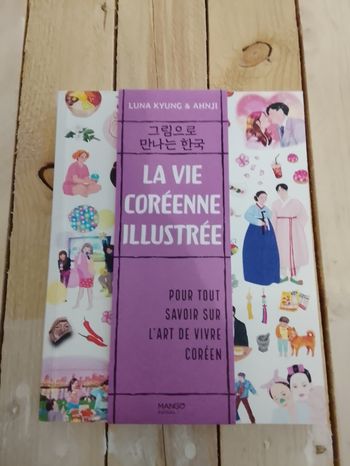 LUNA KYUNG & AHNJI
그림으로
만나는 한국
LA VIE
CORÉENNE
ILLUSTRÉE
POUR TOUT
SAVOIR SUR
L'ART DE VIVRE
CORÉEN
MANGO